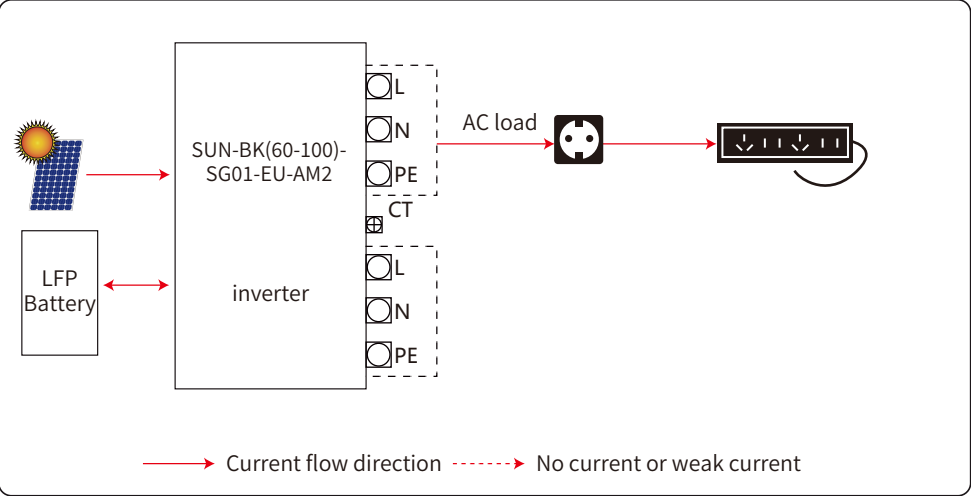 SUN-BK(60-100)-
SG01-EU-AM2
inverter
LFP
Battery
L
N
PE
CT
L
N
PE
AC load
Current flow direction
No current or weak current